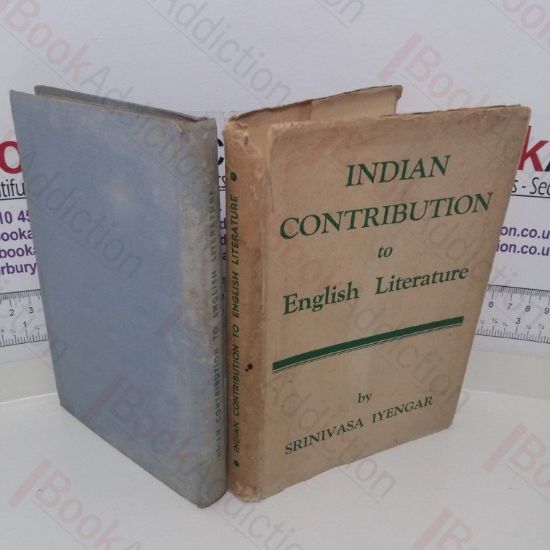 INDIAN
CONTRIBUTION
to
English Literature
by
SRINIVASA IYENGAR
• INDIAN CONTRIBUTION TO ENGLISH LITERATURE •
INDIAN CONTRIBUTION TO ENGLISH LITERATURE
BookAddiction